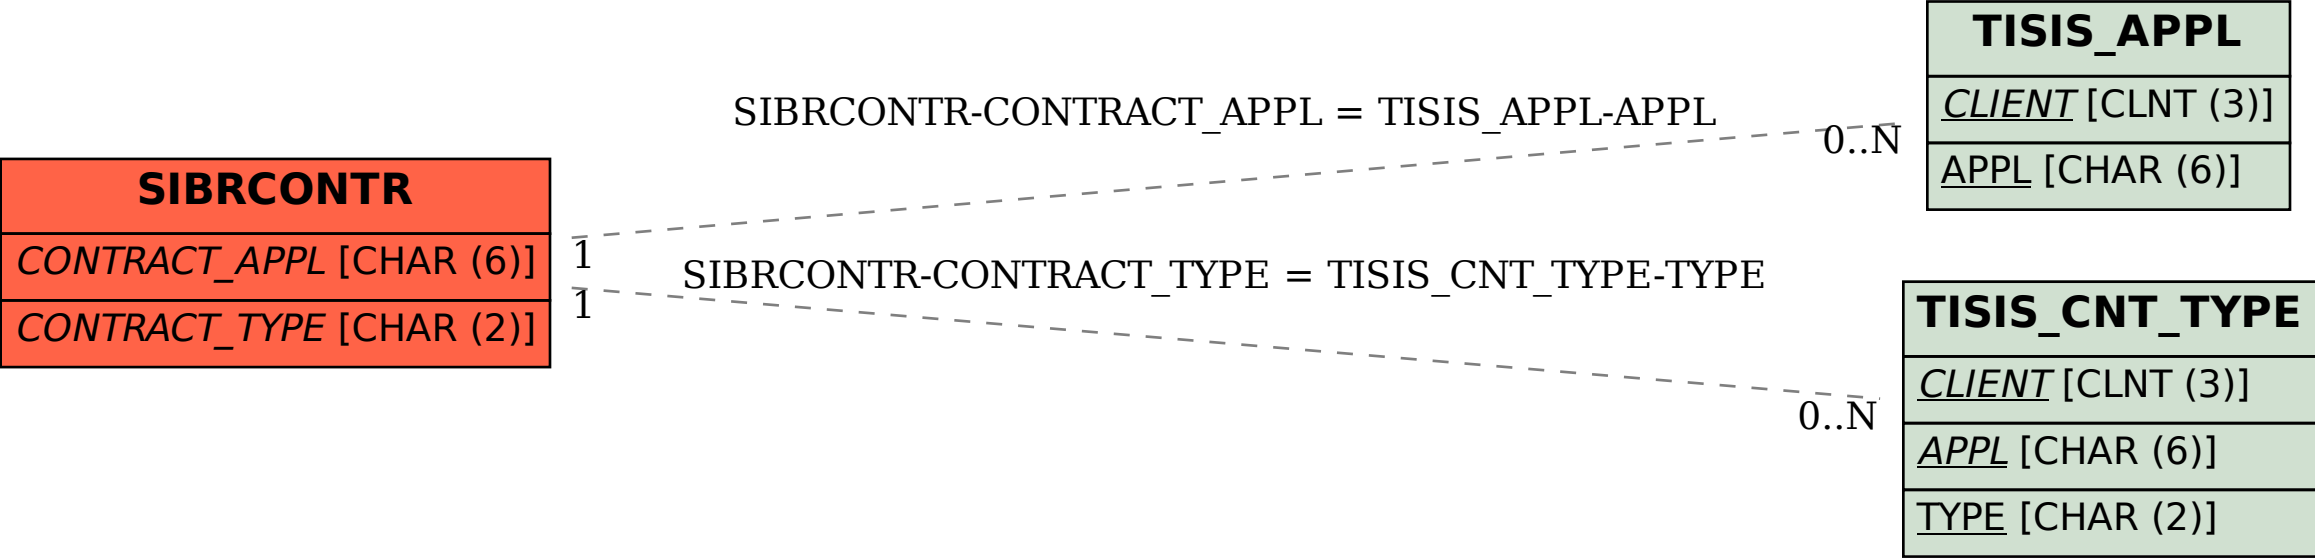 SIBRCONTR
CONTRACT_APPL [CHAR (6)]
CONTRACT_TYPE [CHAR (2)]
SIBRCONTR-CONTRACT_APPL = TISIS_APPL-APPL
1
0..N
SIBRCONTR-CONTRACT_TYPE = TISIS_CNT_TYPE-TYPE
1
0..N
TISIS_APPL
CLIENT [CLNT (3)]
APPL [CHAR (6)]
TISIS_CNT_TYPE
CLIENT [CLNT (3)]
APPL [CHAR (6)]
TYPE [CHAR (2)]